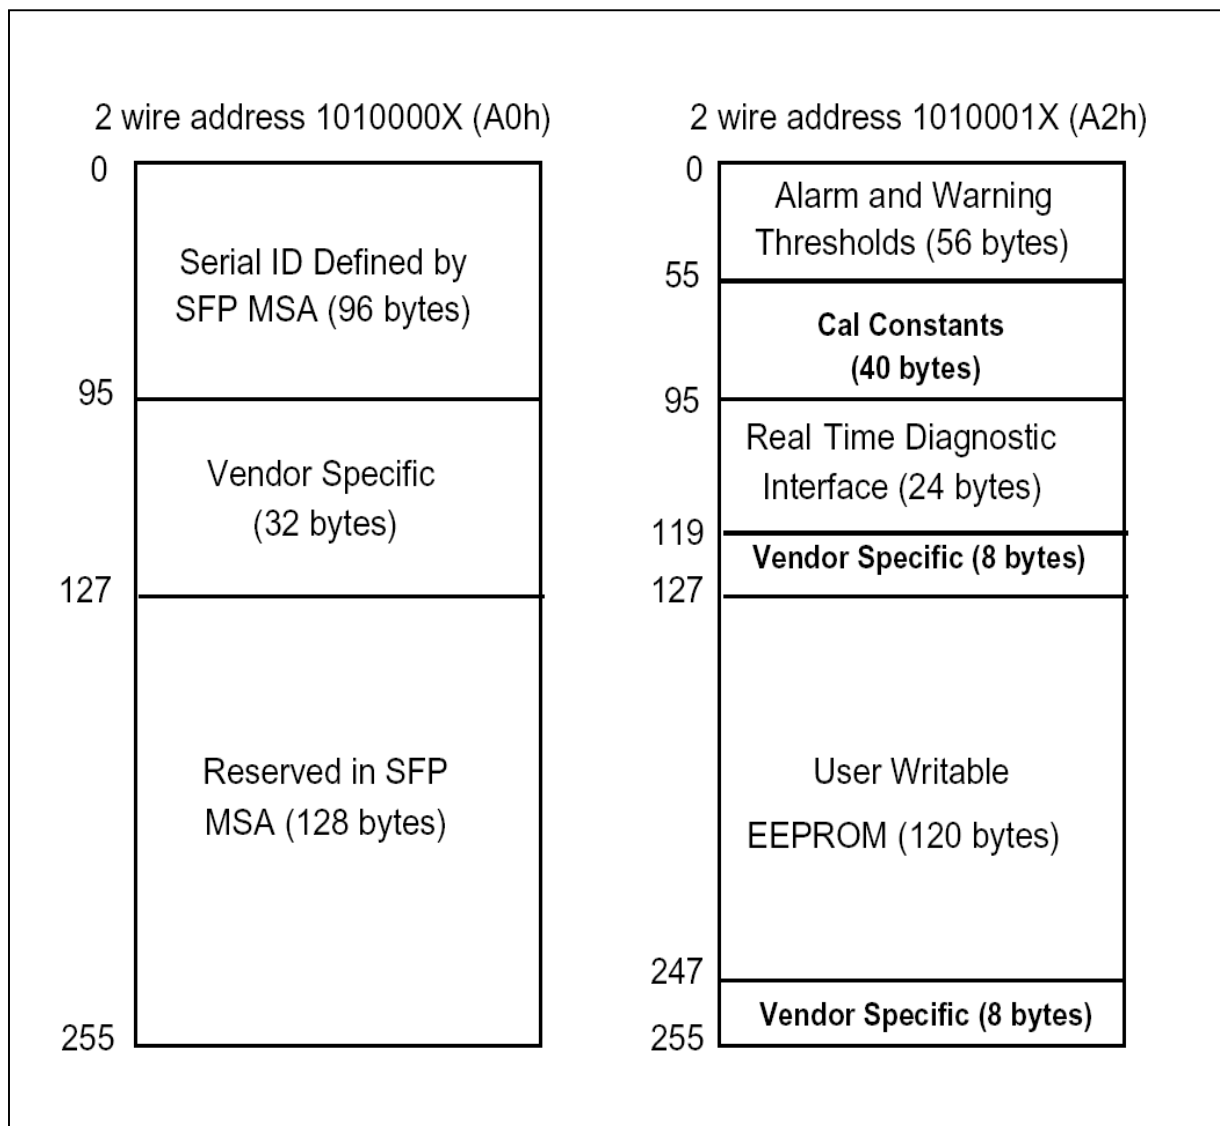 2 wire address 1010000X (A0h)
0
Serial ID Defined by
SFP MSA (96 bytes)
95
Vendor Specific
(32 bytes)
127
Reserved in SFP
MSA (128 bytes)
255
2 wire address 1010001X (A2h)
0
Alarm and Warning
Thresholds (56 bytes)
55
Cal Constants
(40 bytes)
95
Real Time Diagnostic
Interface (24 bytes)
119
Vendor Specific (8 bytes)
127
User Writable
EEPROM (120 bytes)
247
Vendor Specific (8 bytes)
255